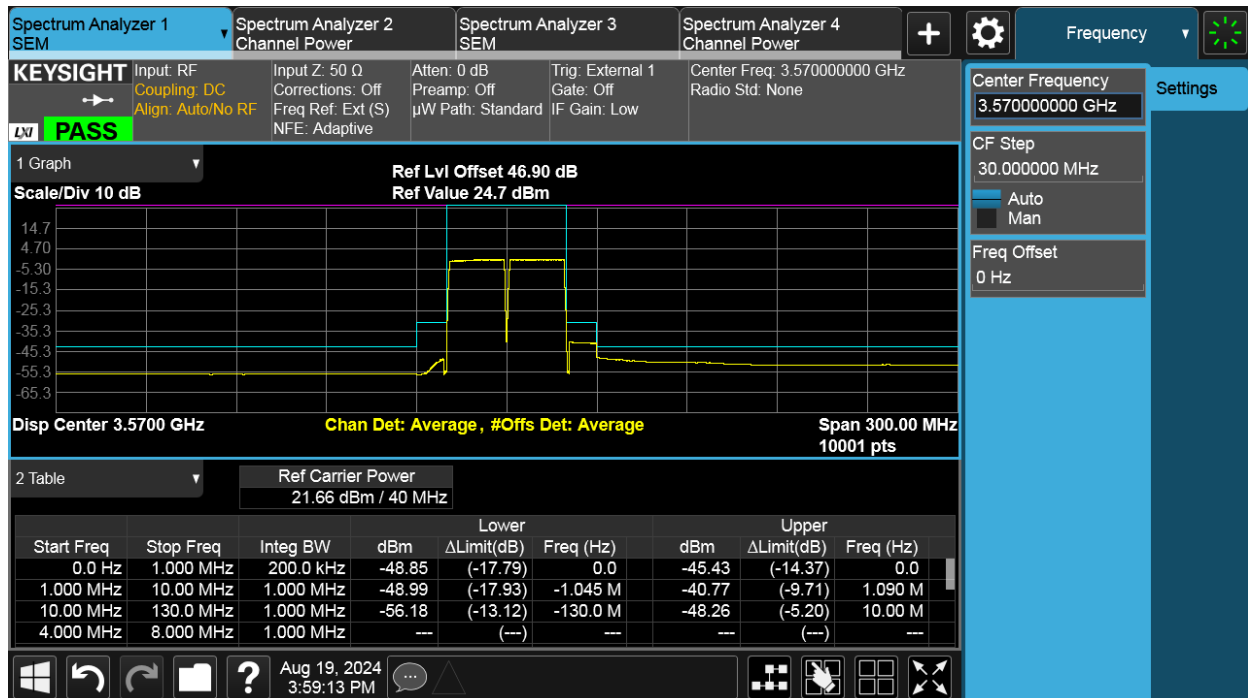 Spectrum Analyzer 1
SEM
Spectrum Analyzer 2
Channel Power
Spectrum Analyzer 3
SEM
Spectrum Analyzer 4
Channel Power
+
Frequency
KEYSIGHT
LXI PASS
Input: RF
Coupling: DC
Align: Auto/No RF
Input Z: 50 Ω
Corrections: Off
Freq Ref: Ext (S)
NFE: Adaptive
Atten: 0 dB
Preamp: Off
µW Path: Standard
Trig: External 1
Gate: Off
IF Gain: Low
Center Freq: 3.570000000 GHz
Radio Std: None
Center Frequency
3.570000000 GHz
Settings
CF Step
30.000000 MHz
Auto
Man
Freq Offset
0 Hz
1 Graph
Scale/Div 10 dB
Ref Lvl Offset 46.90 dB
Ref Value 24.7 dBm
14.7
4.70
-5.30
-15.3
-25.3
-35.3
-45.3
-55.3
-65.3
Disp Center 3.5700 GHz
Chan Det: Average , #Offs Det: Average
Span 300.00 MHz
10001 pts
2 Table
Ref Carrier Power
21.66 dBm / 40 MHz
Lower Upper
Start Freq Stop Freq Integ BW dBm ΔLimit(dB) Freq (Hz) dBm ΔLimit(dB) Freq (Hz)
0.0 Hz 1.000 MHz 200.0 kHz -48.85 (-17.79) 0.0 -45.43 (-14.37) 0.0
1.000 MHz 10.00 MHz 1.000 MHz -48.99 (-17.93) -1.045 M -40.77 (-9.71) 1.090 M
10.00 MHz 130.0 MHz 1.000 MHz -56.18 (-13.12) -130.0 M -48.26 (-5.20) 10.00 M
4.000 MHz 8.000 MHz 1.000 MHz --- (---) --- --- (---) ---
?
Aug 19, 2024
3:59:13 PM
...